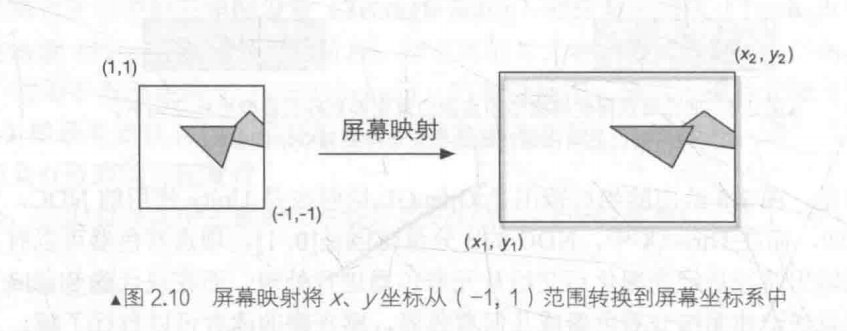 (1,1)
(x₂, y₂)
屏幕映射
(-1,-1)
(x₁, y₁)
▲图 2.10 屏幕映射将 x、y 坐标从（-1, 1）范围转换到屏幕坐标系中